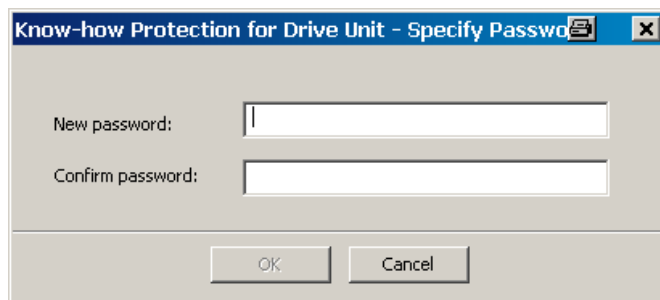 Know-how Protection for Drive Unit - Specify Passwo
New password:
Confirm password:
OK
Cancel